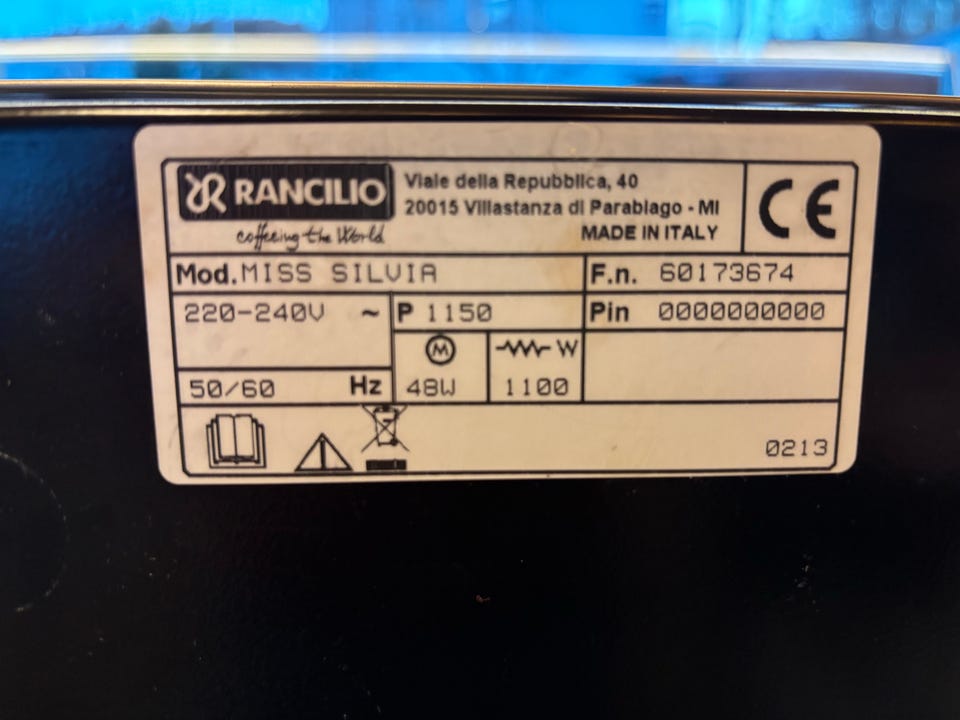 RANCILIO
coffeeing the World
Viale della Repubblica, 40
20015 Villastanza di Parabiago - MI
MADE IN ITALY
CE
Mod. MISS SILVIA
F.n. 60173674
220-240V ~
P 1150
Pin 0000000000
M
W
50/60 Hz
48W
1100
0213